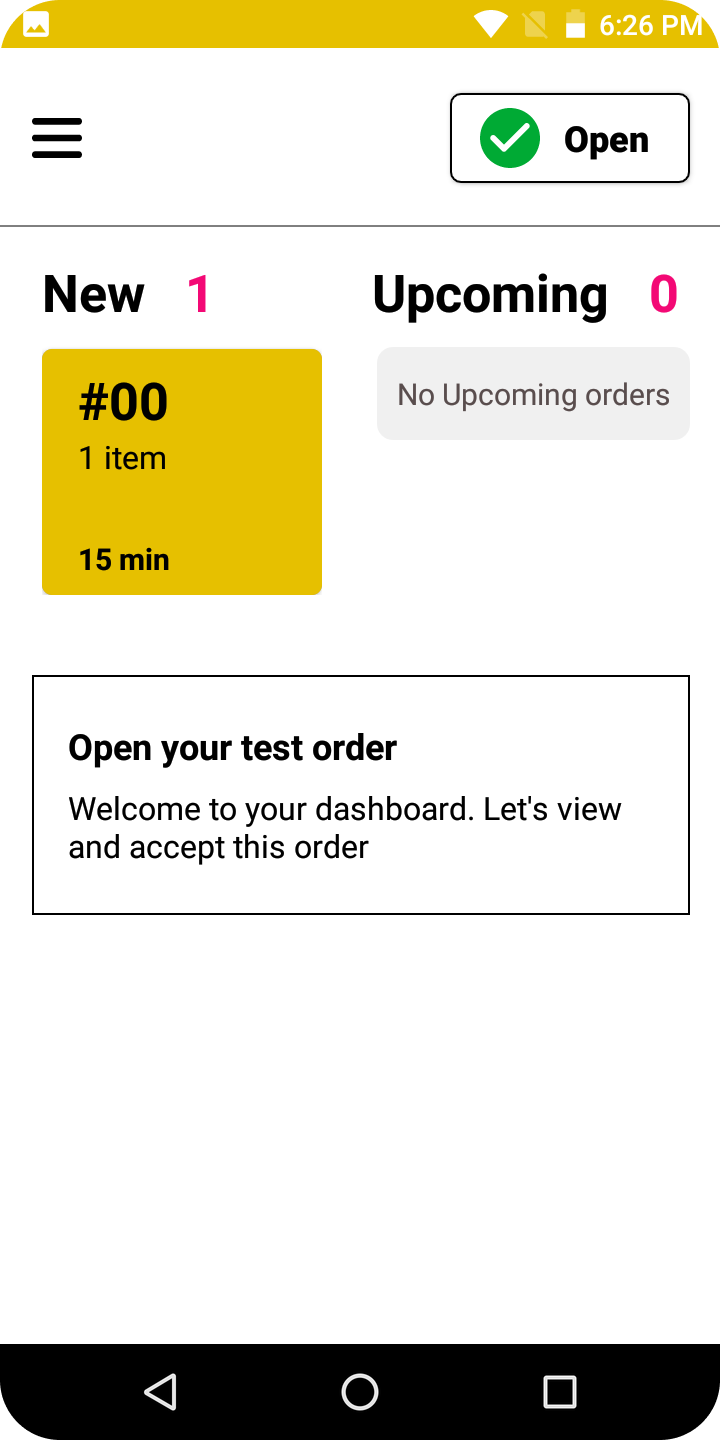 6:26 PM
Open
New 1
Upcoming 0
#00
1 item
15 min
No Upcoming orders
Open your test order
Welcome to your dashboard. Let's view
and accept this order